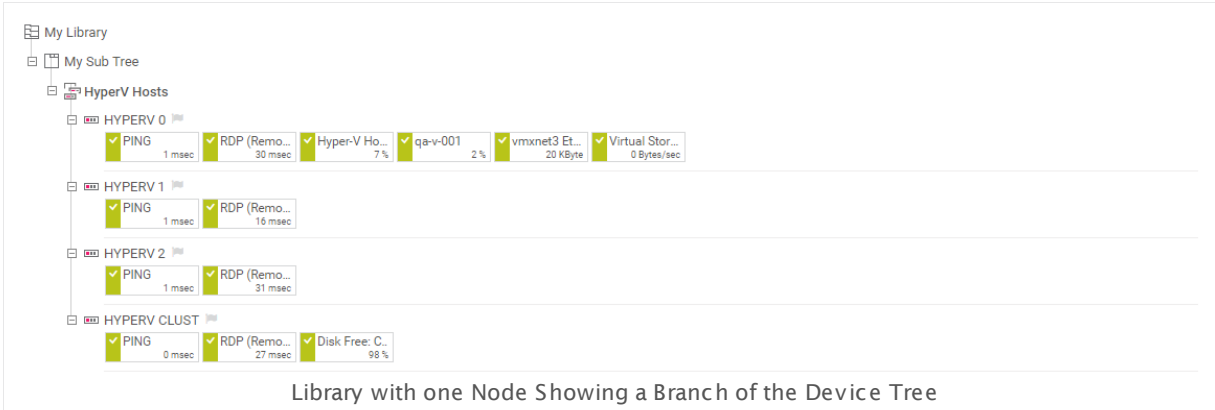 My Library
My Sub Tree
HyperV Hosts
HYPERV 0
PING RDP (Remo... Hyper-V Ho... qa-v-001 vmxnet3 Et... Virtual Stor...
1 msec 30 msec 7 % 2 % 20 KByte 0 Bytes/sec
HYPERV 1
PING RDP (Remo...
1 msec 16 msec
HYPERV 2
PING RDP (Remo...
1 msec 31 msec
HYPERV CLUST
PING RDP (Remo... Disk Free: C..
0 msec 27 msec 98 %
Library with one Node Showing a Branch of the Device Tree